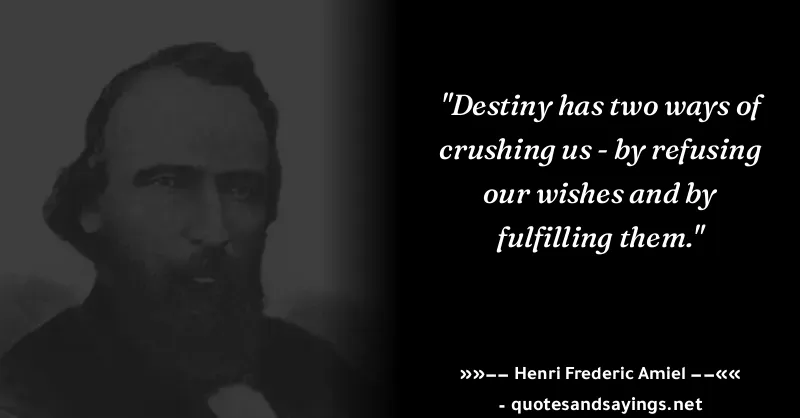 "Destiny has two ways of
crushing us - by refusing
our wishes and by
fulfilling them."
»»−− Henri Frederic Amiel −−««
- quotesandsayings.net